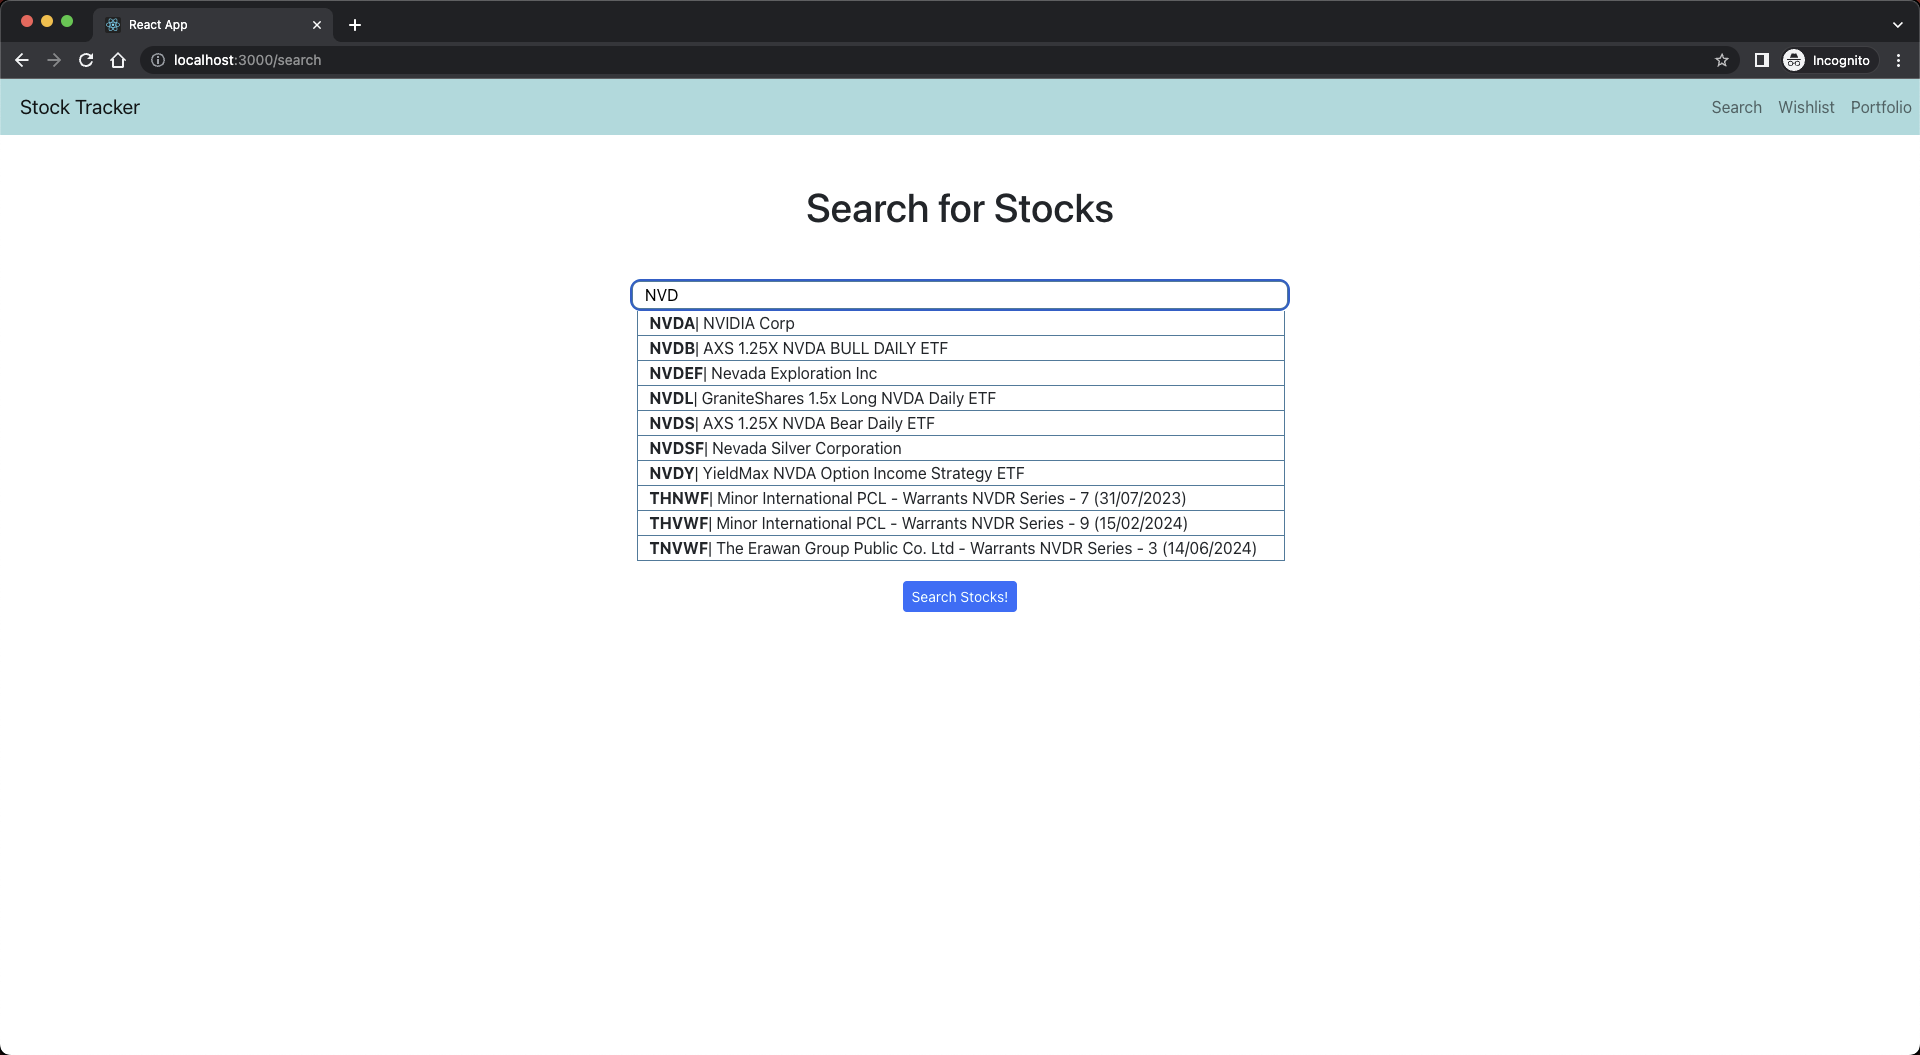 React App
localhost:3000/search
Incognito
Stock Tracker
Search Wishlist Portfolio
Search for Stocks
NVD
NVDA| NVIDIA Corp
NVDB| AXS 1.25X NVDA BULL DAILY ETF
NVDEF| Nevada Exploration Inc
NVDL| GraniteShares 1.5x Long NVDA Daily ETF
NVDS| AXS 1.25X NVDA Bear Daily ETF
NVDSF| Nevada Silver Corporation
NVDY| YieldMax NVDA Option Income Strategy ETF
THNWF| Minor International PCL - Warrants NVDR Series - 7 (31/07/2023)
THVWF| Minor International PCL - Warrants NVDR Series - 9 (15/02/2024)
TNVWF| The Erawan Group Public Co. Ltd - Warrants NVDR Series - 3 (14/06/2024)
Search Stocks!